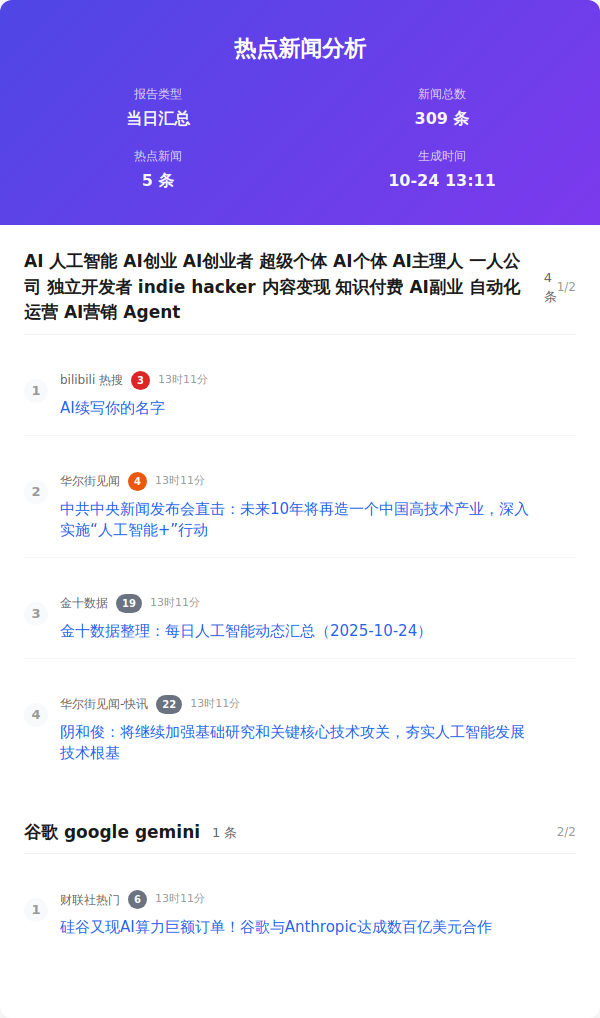 热点新闻分析
报告类型
新闻总数
当日汇总
309 条
热点新闻
生成时间
5 条
10-24 13:11
AI 人工智能 AI创业 AI创业者 超级个体 AI个体 AI主理人 一人公
司 独立开发者 indie hacker 内容变现 知识付费 AI副业 自动化
运营 AI营销 Agent
4
条
1/2
1
bilibili 热搜 3 13时11分
AI续写你的名字
2
华尔街见闻 4 13时11分
中共中央新闻发布会直击：未来10年将再造一个中国高技术产业，深入
实施“人工智能+”行动
3
金十数据 19 13时11分
金十数据整理：每日人工智能动态汇总（2025-10-24）
4
华尔街见闻-快讯 22 13时11分
阴和俊：将继续加强基础研究和关键核心技术攻关，夯实人工智能发展
技术根基
谷歌 google gemini 1 条 2/2
1
财联社热门 6 13时11分
硅谷又现AI算力巨额订单！谷歌与Anthropic达成数百亿美元合作